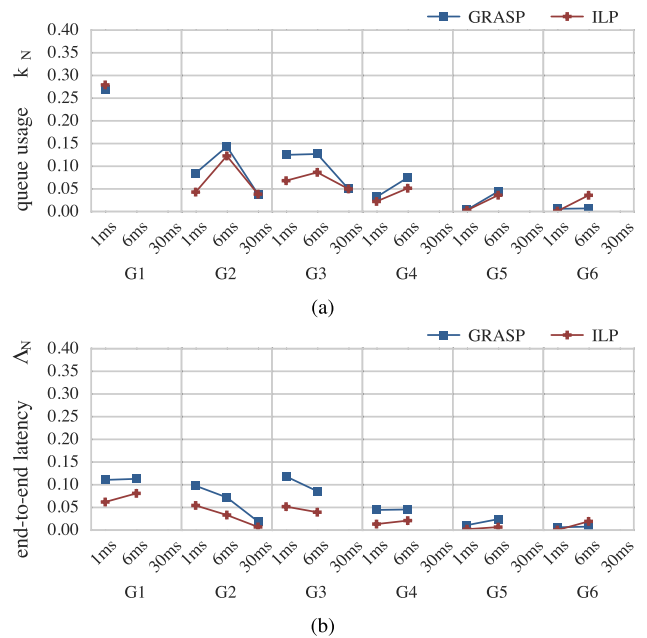 GRASP ILP
queue usage k N
0.40
0.35
0.30
0.25
0.20
0.15
0.10
0.05
0.00
1ms 6ms 30ms 1ms 6ms 30ms 1ms 6ms 30ms 1ms 6ms 30ms 1ms 6ms 30ms 1ms 6ms 30ms
G1 G2 G3 G4 G5 G6
(a)
GRASP ILP
end-to-end latency Λ N
0.40
0.35
0.30
0.25
0.20
0.15
0.10
0.05
0.00
1ms 6ms 30ms 1ms 6ms 30ms 1ms 6ms 30ms 1ms 6ms 30ms 1ms 6ms 30ms 1ms 6ms 30ms
G1 G2 G3 G4 G5 G6
(b)